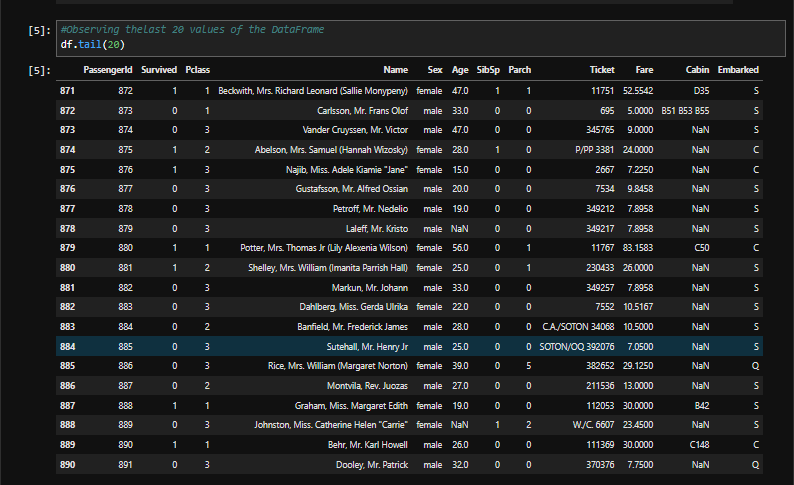 [5]: #Observing thelast 20 values of the DataFrame
df.tail(20)
[5]: PassengerId Survived Pclass Name Sex Age SibSp Parch Ticket Fare Cabin Embarked
871 872 1 1 Beckwith, Mrs. Richard Leonard (Sallie Monypeny) female 47.0 1 1 11751 52.5542 D35 S
872 873 0 1 Carlsson, Mr. Frans Olof male 33.0 0 0 695 5.0000 B51 B53 B55 S
873 874 0 3 Vander Cruyssen, Mr. Victor male 47.0 0 0 345765 9.0000 NaN S
874 875 1 2 Abelson, Mrs. Samuel (Hannah Wizosky) female 28.0 1 0 P/PP 3381 24.0000 NaN C
875 876 1 3 Najib, Miss. Adele Kiamie "Jane" female 15.0 0 0 2667 7.2250 NaN C
876 877 0 3 Gustafsson, Mr. Alfred Ossian male 20.0 0 0 7534 9.8458 NaN S
877 878 0 3 Petroff, Mr. Nedelio male 19.0 0 0 349212 7.8958 NaN S
878 879 0 3 Laleff, Mr. Kristo male NaN 0 0 349217 7.8958 NaN S
879 880 1 1 Potter, Mrs. Thomas Jr (Lily Alexenia Wilson) female 56.0 0 1 11767 83.1583 C50 C
880 881 1 2 Shelley, Mrs. William (Imanita Parrish Hall) female 25.0 0 1 230433 26.0000 NaN S
881 882 0 3 Markun, Mr. Johann male 33.0 0 0 349257 7.8958 NaN S
882 883 0 3 Dahlberg, Miss. Gerda Ulrika female 22.0 0 0 7552 10.5167 NaN S
883 884 0 2 Banfield, Mr. Frederick James male 28.0 0 0 C.A./SOTON 34068 10.5000 NaN S
884 885 0 3 Sutehall, Mr. Henry Jr male 25.0 0 0 SOTON/OQ 392076 7.0500 NaN S
885 886 0 3 Rice, Mrs. William (Margaret Norton) female 39.0 0 5 382652 29.1250 NaN Q
886 887 0 2 Montvila, Rev. Juozas male 27.0 0 0 211536 13.0000 NaN S
887 888 1 1 Graham, Miss. Margaret Edith female 19.0 0 0 112053 30.0000 B42 S
888 889 0 3 Johnston, Miss. Catherine Helen "Carrie" female NaN 1 2 W./C. 6607 23.4500 NaN S
889 890 1 1 Behr, Mr. Karl Howell male 26.0 0 0 111369 30.0000 C148 C
890 891 0 3 Dooley, Mr. Patrick male 32.0 0 0 370376 7.7500 NaN Q